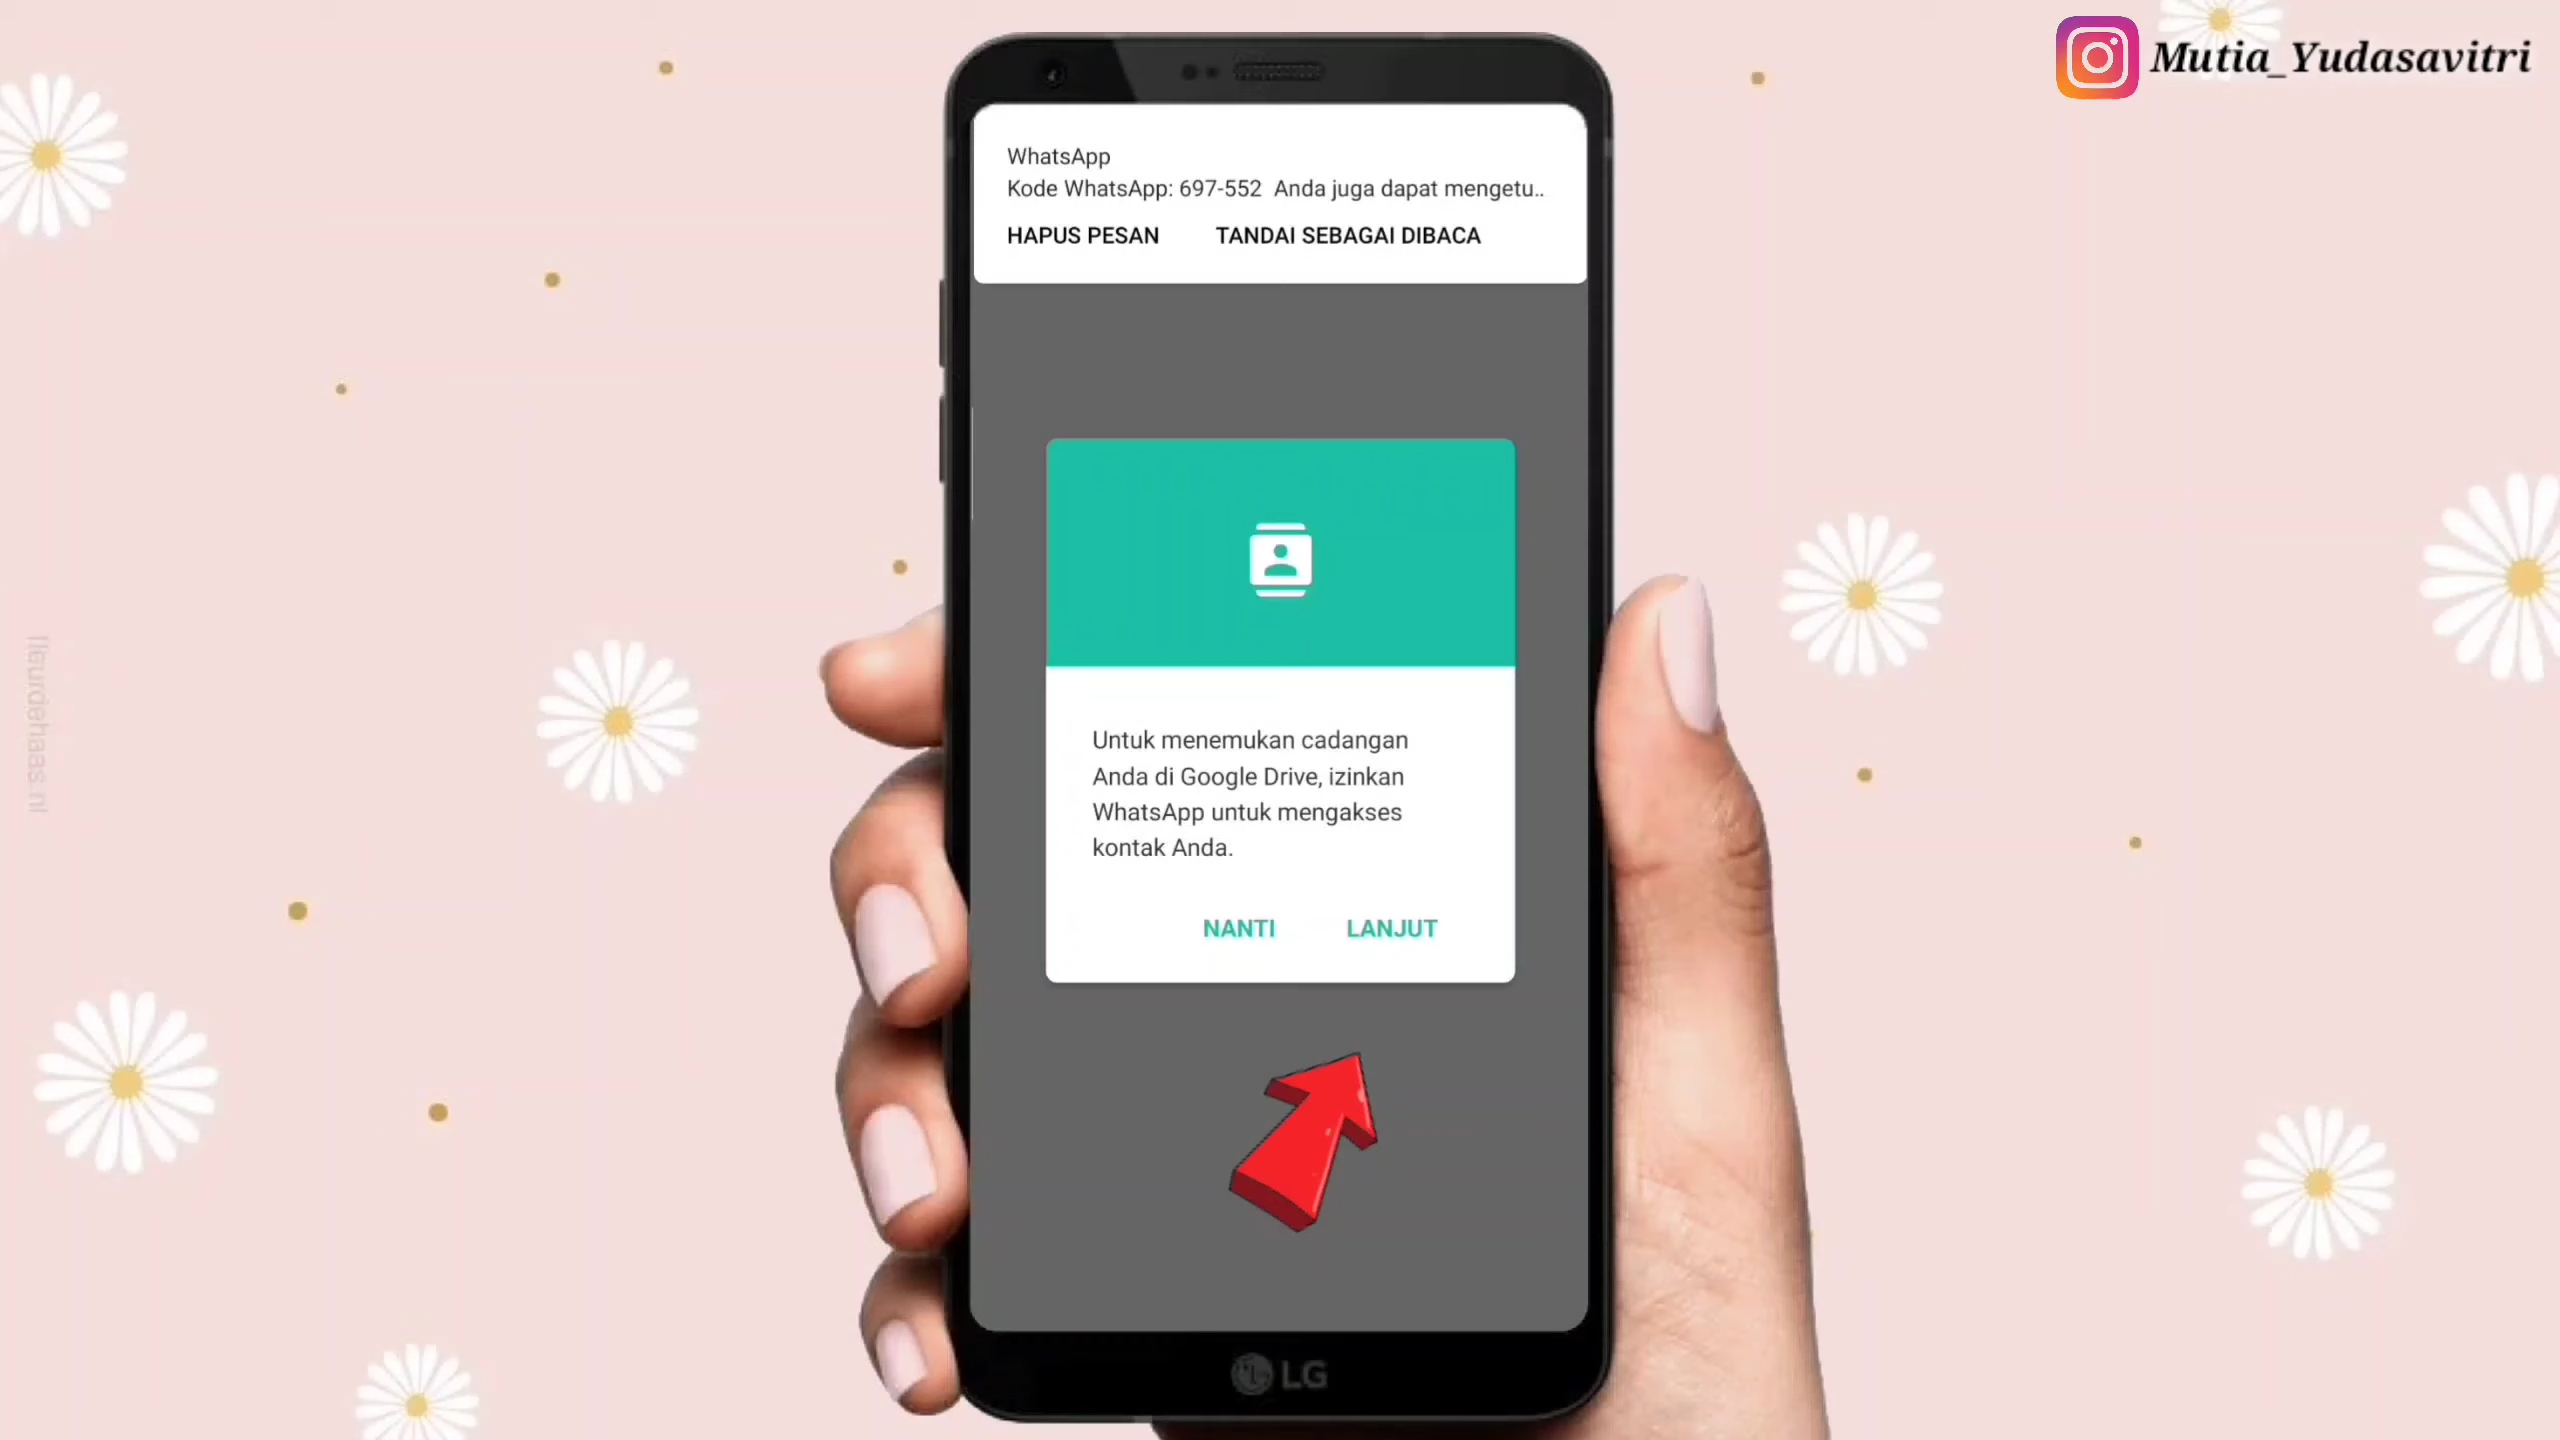 Mutia_Yudasavitri
WhatsApp
Kode WhatsApp: 697-552 Anda juga dapat mengetu..
HAPUS PESAN TANDAI SEBAGAI DIBACA
Untuk menemukan cadangan
Anda di Google Drive, izinkan
WhatsApp untuk mengakses
kontak Anda.
NANTI LANJUT
LG